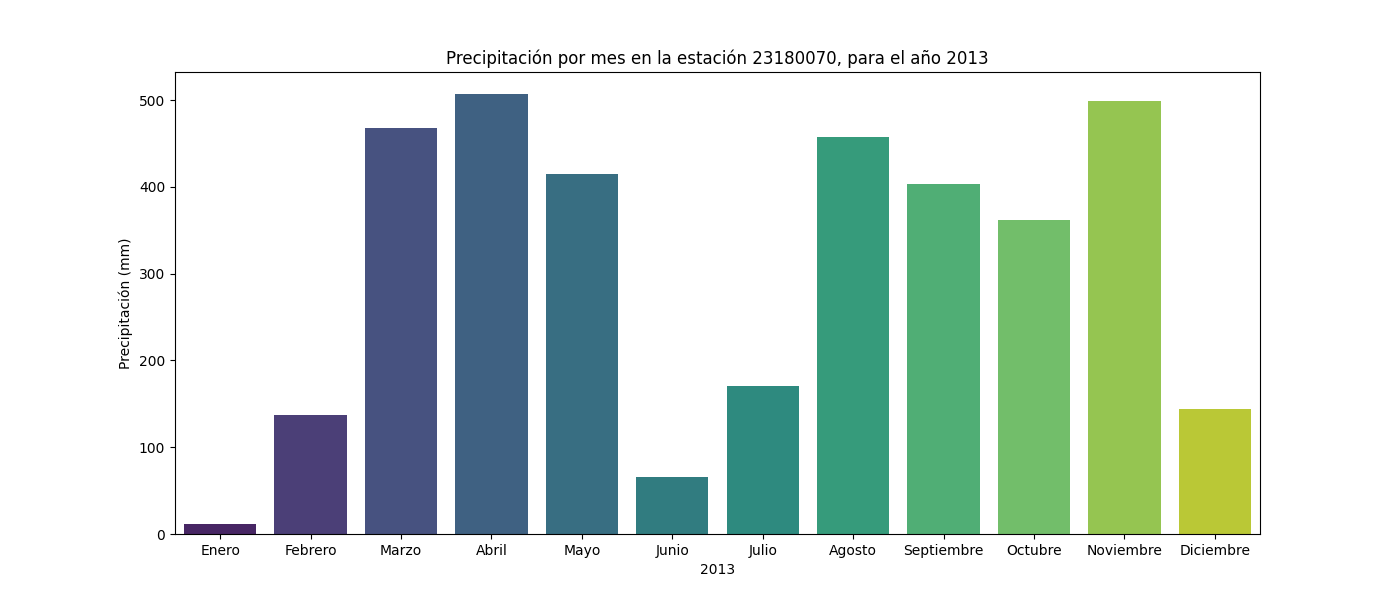 Precipitación por mes en la estación 23180070, para el año 2013
Precipitación (mm)
500
400
300
200
100
0
Enero Febrero Marzo Abril Mayo Junio Julio Agosto Septiembre Octubre Noviembre Diciembre
2013